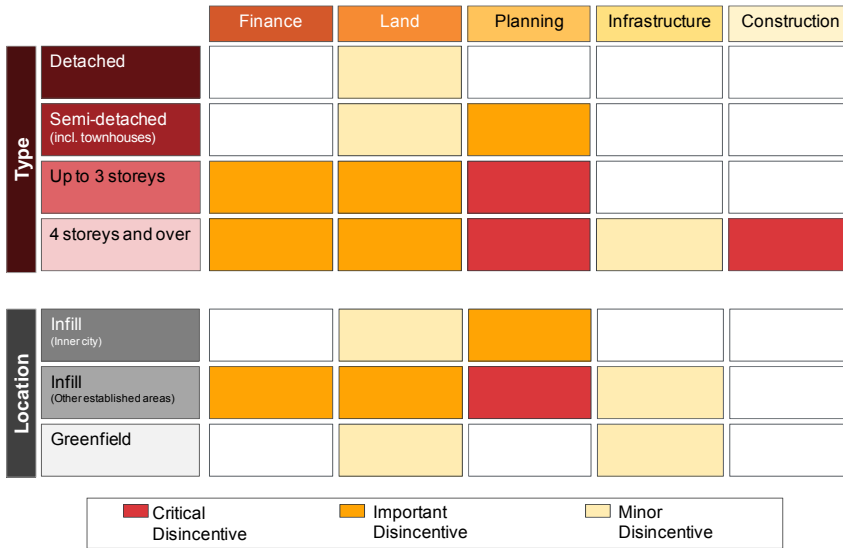 Finance Land Planning Infrastructure Construction
Type
Detached
Semi-detached
(incl. townhouses)
Up to 3 storeys
4 storeys and over
Location
Infill
(Inner city)
Infill
(Other established areas)
Greenfield
Critical
Disincentive
Important
Disincentive
Minor
Disincentive